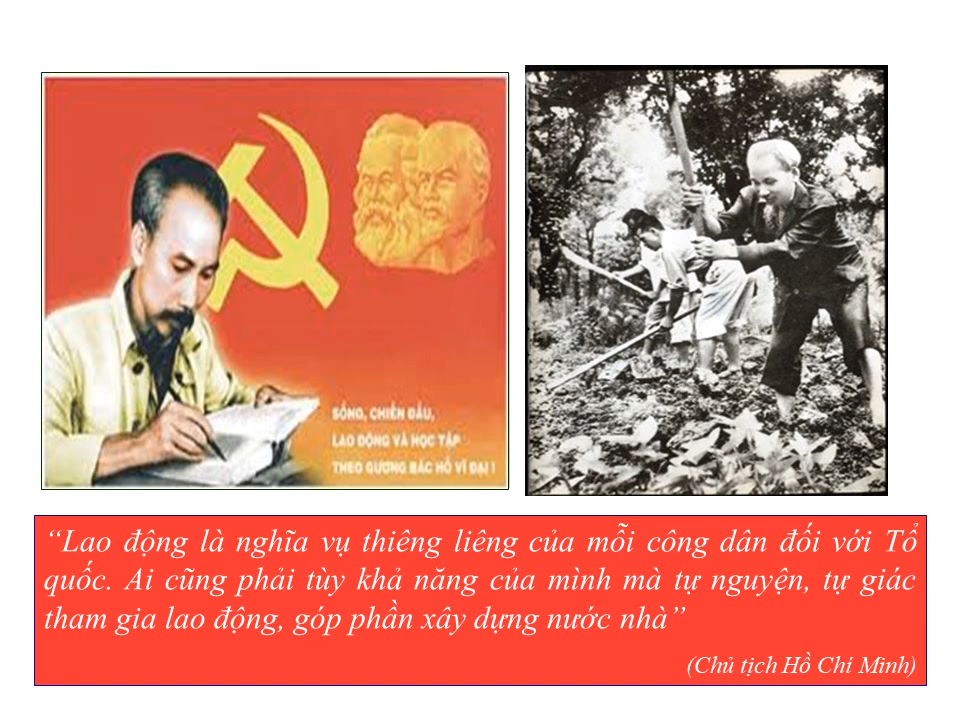 SỐNG, CHIẾN ĐẤU,
LAO ĐỘNG VÀ HỌC TẬP
THEO GƯƠNG BÁC HỒ VĨ ĐẠI !
“Lao động là nghĩa vụ thiêng liêng của mỗi công dân đối với Tổ
quốc. Ai cũng phải tùy khả năng của mình mà tự nguyện, tự giác
tham gia lao động, góp phần xây dựng nước nhà”
(Chủ tịch Hồ Chí Minh)